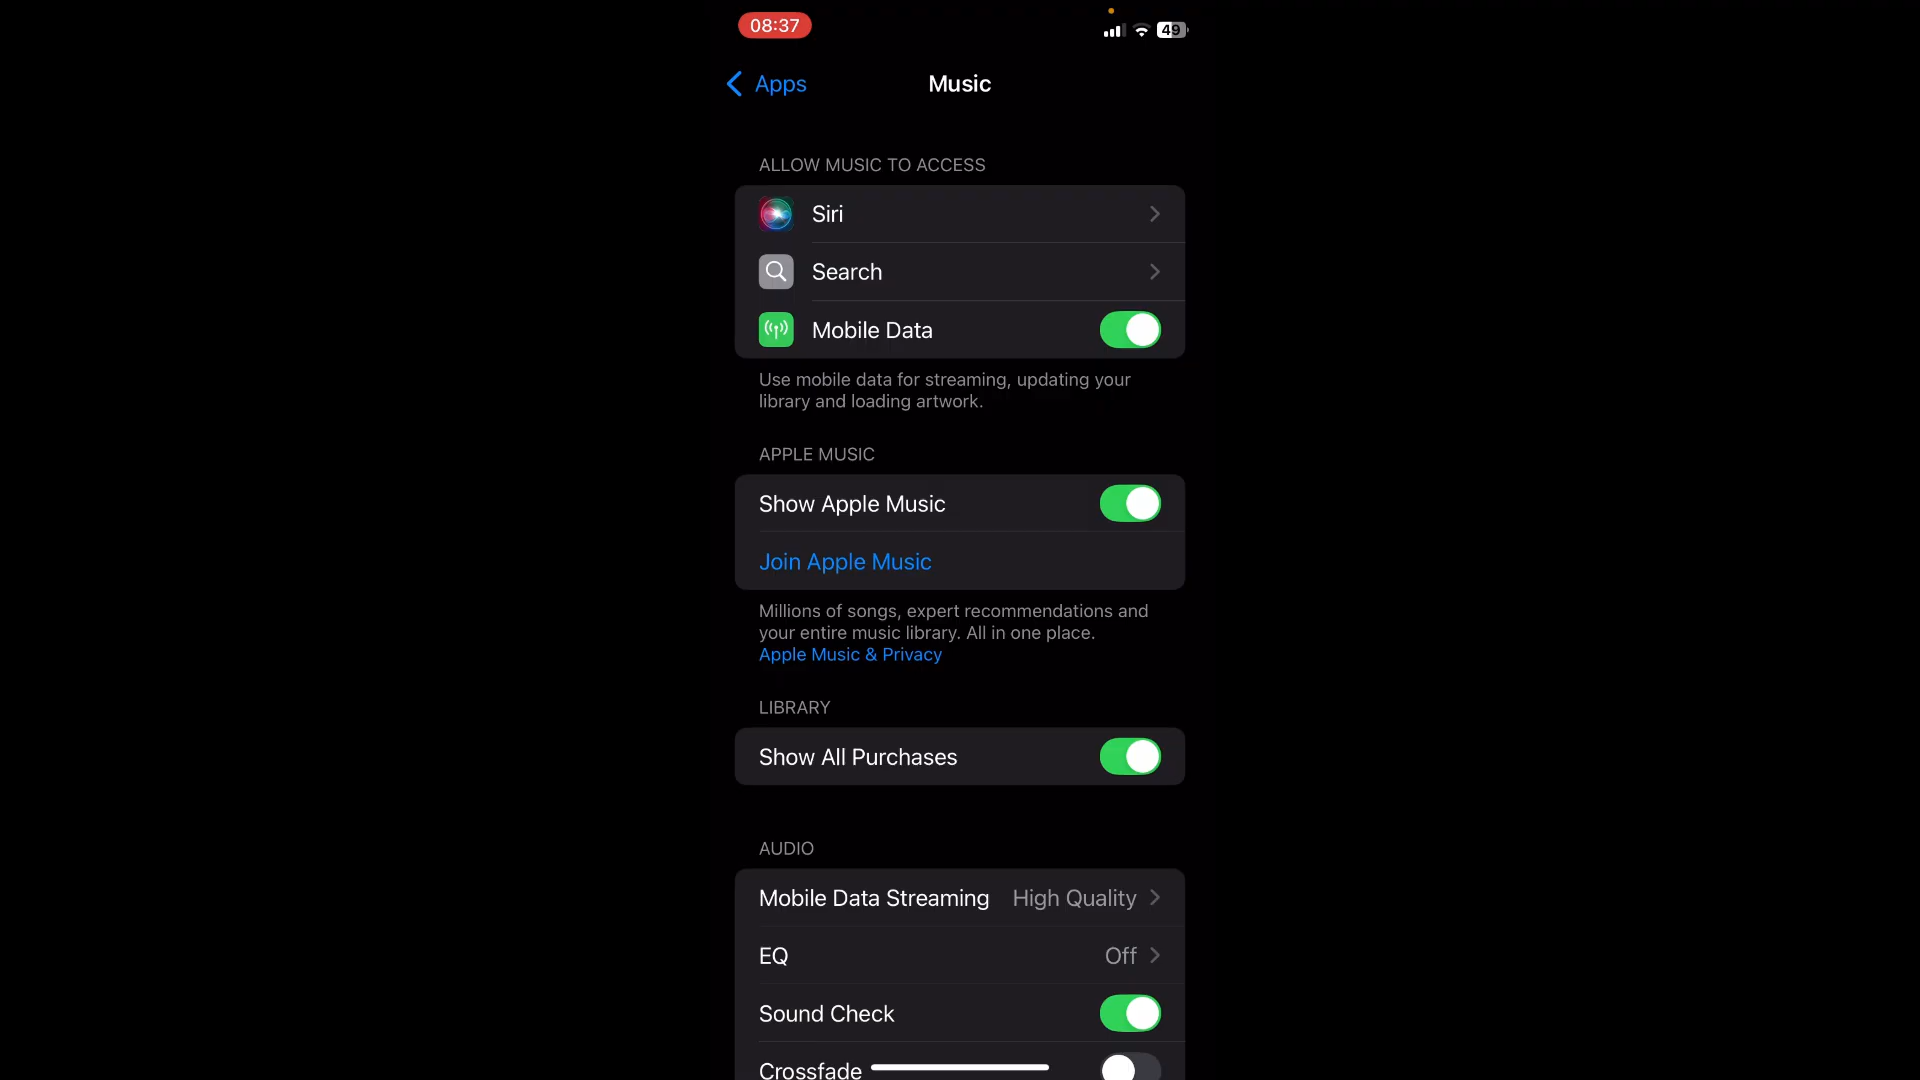 08:37
49
Apps
Music
ALLOW MUSIC TO ACCESS
Siri
Search
Mobile Data
Use mobile data for streaming, updating your
library and loading artwork.
APPLE MUSIC
Show Apple Music
Join Apple Music
Millions of songs, expert recommendations and
your entire music library. All in one place.
Apple Music & Privacy
LIBRARY
Show All Purchases
AUDIO
Mobile Data Streaming High Quality
EQ Off
Sound Check
Crossfade